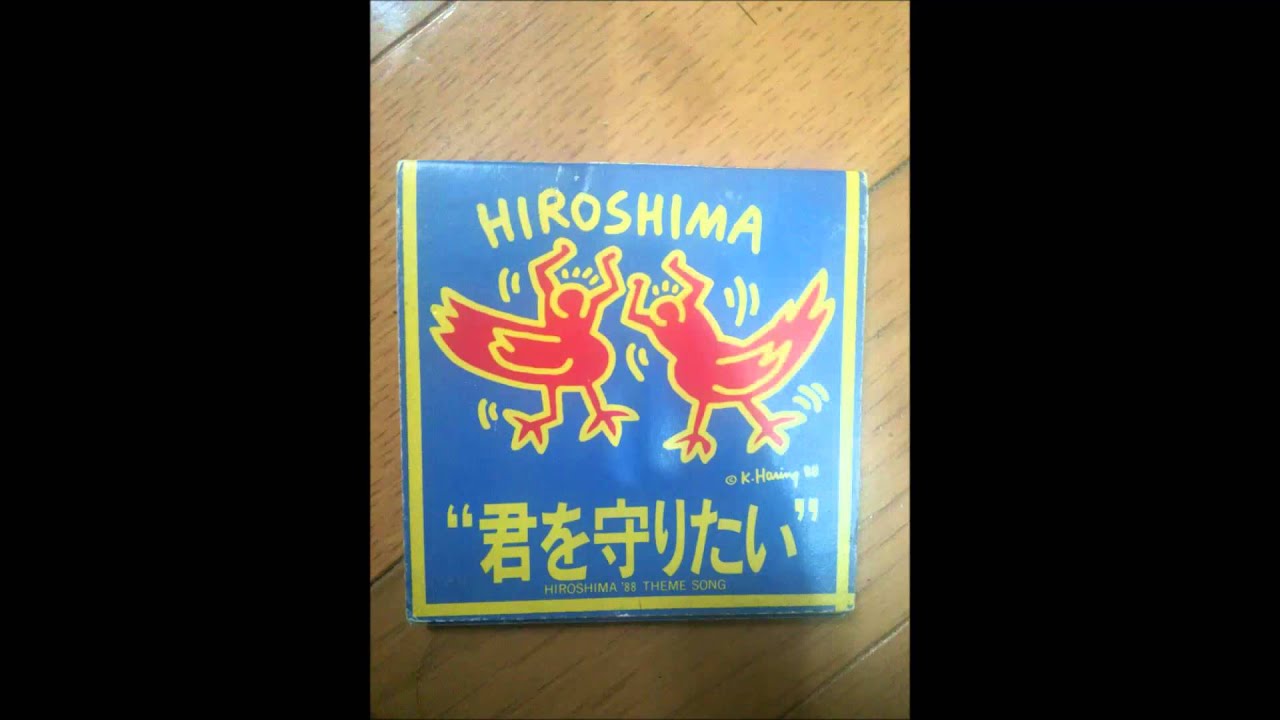 HIROSHIMA
© K.Haring 88
“君を守りたい”
HIROSHIMA '88 THEME SONG